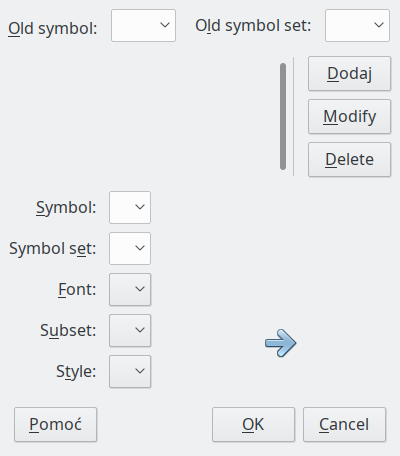 Old symbol: Old symbol set:
Dodaj
Modify
Delete
Symbol:
Symbol set:
Font:
Subset:
Style:
Pomoć OK Cancel